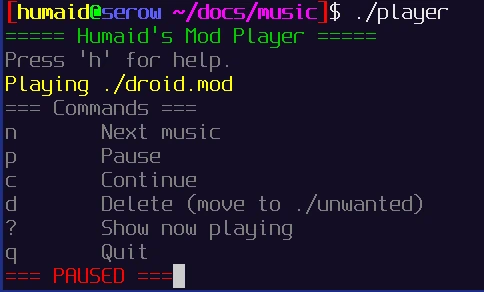 [humaid@serow ~/docs/music]$ ./player
===== Humaid's Mod Player =====
Press 'h' for help.
Playing ./droid.mod
=== Commands ===
n       Next music
p       Pause
c       Continue
d       Delete (move to ./unwanted)
?       Show now playing
q       Quit
=== PAUSED ===